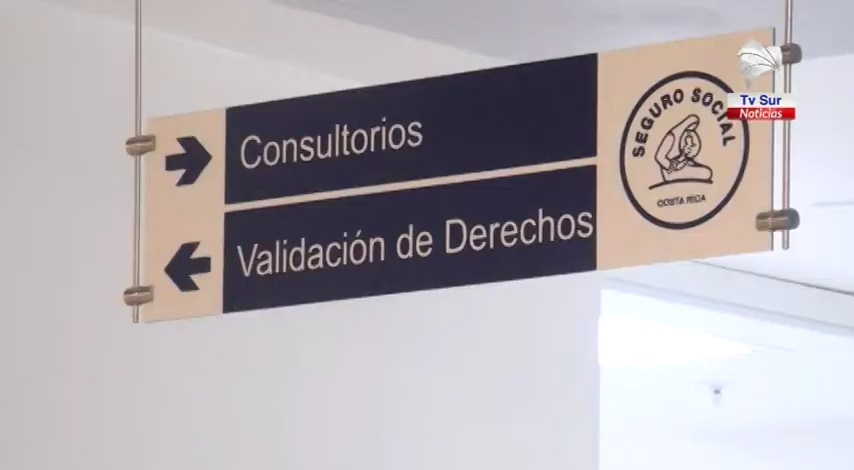 Consultorios
Validación de Derechos
SEGURO SOCIAL
COSTA RICA
Tv Sur
Noticias